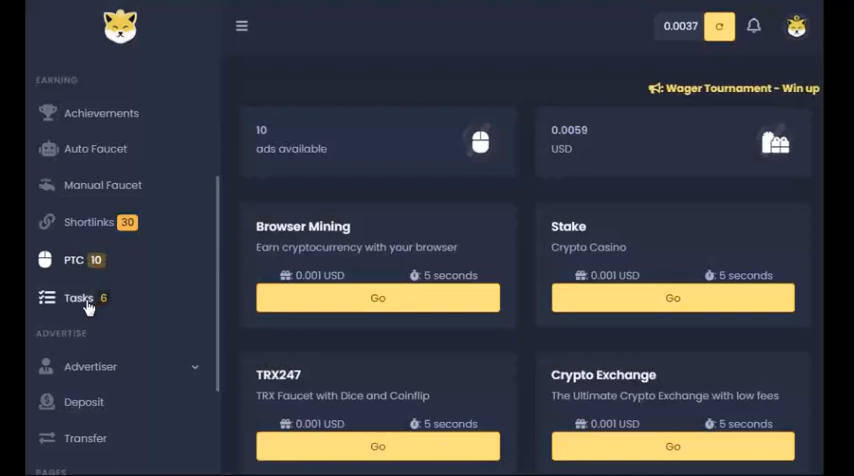 0.0037
EARNING
Achievements
Auto Faucet
Manual Faucet
Shortlinks 30
PTC 10
Tasks 6
ADVERTISE
Advertiser
Deposit
Transfer
PAGES
: Wager Tournament - Win up
10
ads available
0.0059
USD
Browser Mining
Earn cryptocurrency with your browser
: 0.001 USD : 5 seconds
Go
Stake
Crypto Casino
: 0.001 USD : 5 seconds
Go
TRX247
TRX Faucet with Dice and Coinflip
: 0.001 USD : 5 seconds
Go
Crypto Exchange
The Ultimate Crypto Exchange with low fees
: 0.001 USD : 5 seconds
Go